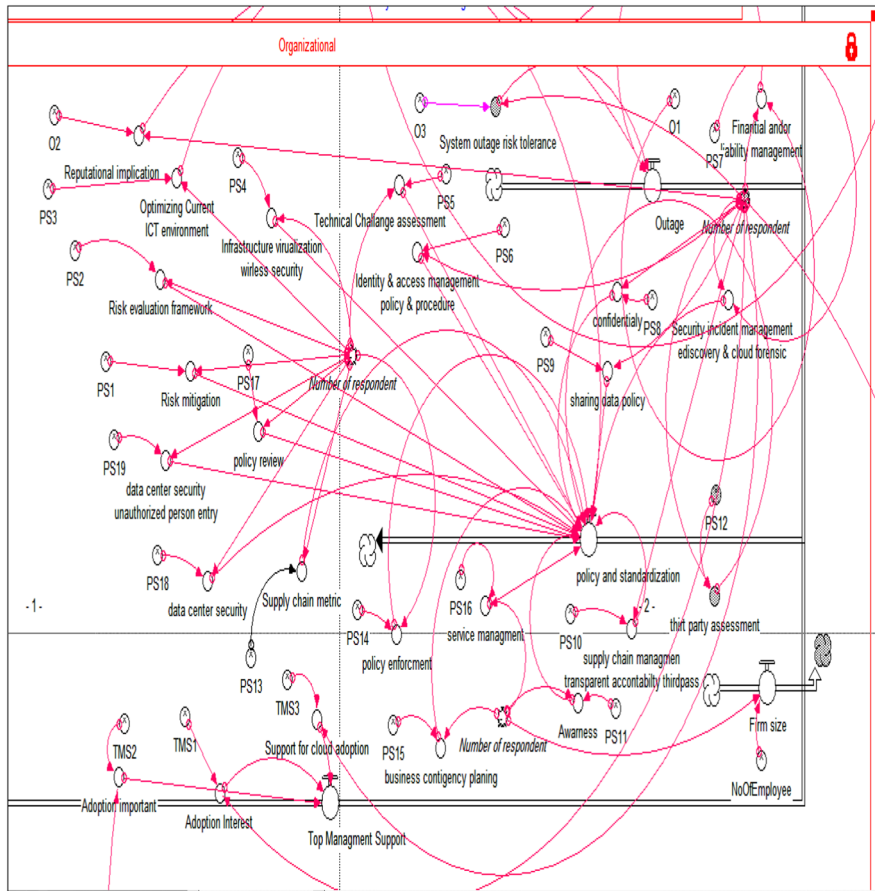 Organizational
O2
O3
O1
System outage risk tolerance
Finantial andor
liability management
PS7
Reputational implication
PS4
PS3
Optimizing Current
ICT environment
Technical Challange assessment
PS5
Outage
Number of respondent
Infrastructure virualization
wirless security
PS6
PS2
Identity & access management
policy & procedure
Risk evaluation framework
confidentialy
PS8
Security incident management
ediscovery & cloud forensic
PS9
PS1
PS17
Number of respondent
Risk mitigation
sharing data policy
PS19
policy review
data center security
unauthorized person entry
PS12
policy and standardization
PS18
data center security
Supply chain metric
PS16
- 1 -
- 2 -
PS14
service managment
PS10
thirt party assessment
policy enforcment
supply chain managmen
transparent accontabilty thirdpass
PS13
TMS3
Firm size
TMS2
TMS1
Support for cloud adoption
PS15
Number of respondent
Awarness
PS11
business contigency planing
NoOfEmployee
Adoption Important
Adoption Interest
Top Managment Support